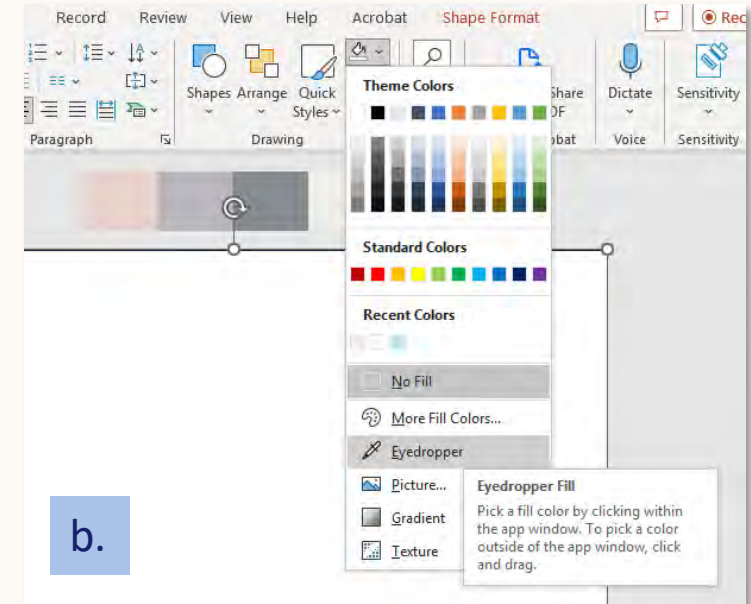 Record Review View Help Acrobat Shape Format
Rec
Shapes Arrange Quick Styles
Share
Dictate
Sensitivity
Paragraph
Drawing
Voice
Sensitivity
Theme Colors
Standard Colors
Recent Colors
No Fill
More Fill Colors...
Eyedropper
Picture...
Gradient
Texture
Eyedropper Fill
Pick a fill color by clicking within
the app window. To pick a color
outside of the app window, click
and drag.
b.